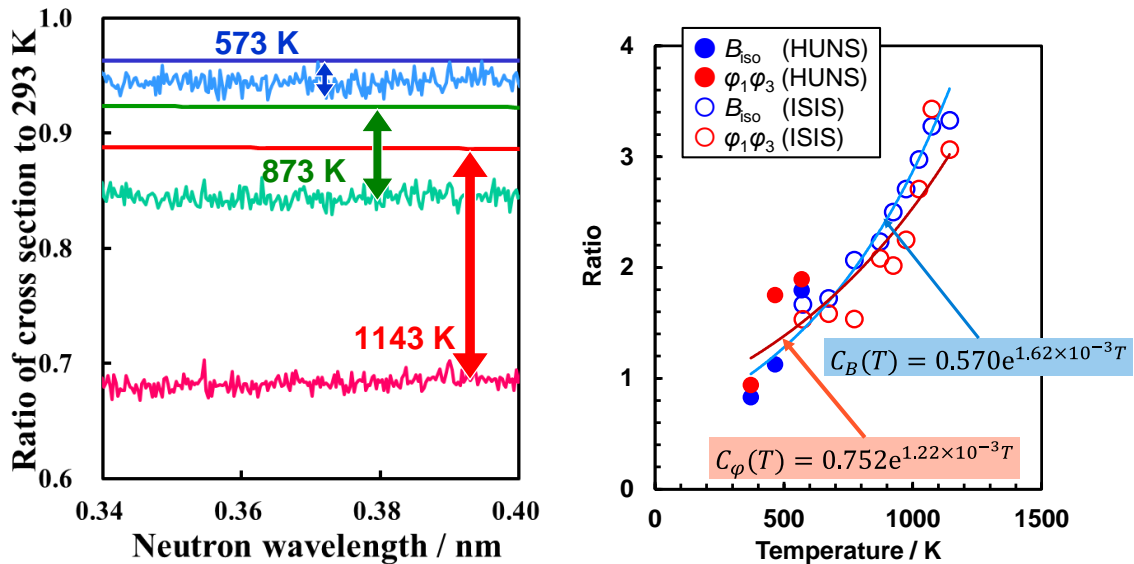 Ratio of cross section to 293 K
1.0
0.9
0.8
0.7
0.6
573 K
873 K
1143 K
0.34
0.36
0.38
0.40
Neutron wavelength / nm
Ratio
4
3
2
1
0
B_iso (HUNS)
φ₁φ₃ (HUNS)
B_iso (ISIS)
φ₁φ₃ (ISIS)
C_B(T) = 0.570e^{1.62×10^{−3}T}
C_φ(T) = 0.752e^{1.22×10^{−3}T}
0
500
1000
1500
Temperature / K